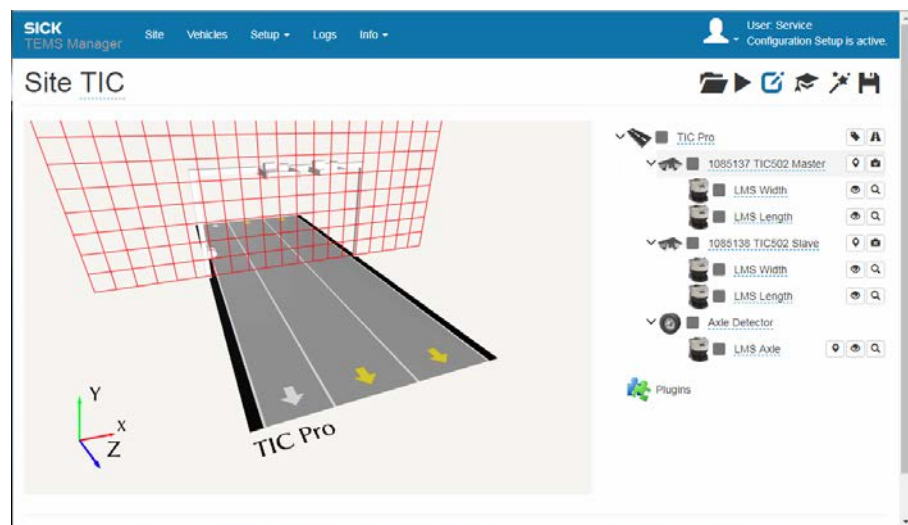 SICK
TEMS Manager
Site Vehicles Setup Logs Info
User: Service
Configuration Setup is active.
Site TIC
TIC Pro
1085137 TIC502 Master
LMS Width
LMS Length
1085138 TIC502 Slave
LMS Width
LMS Length
Axle Detector
LMS Axle
Plugins
Y
X
Z
TIC Pro